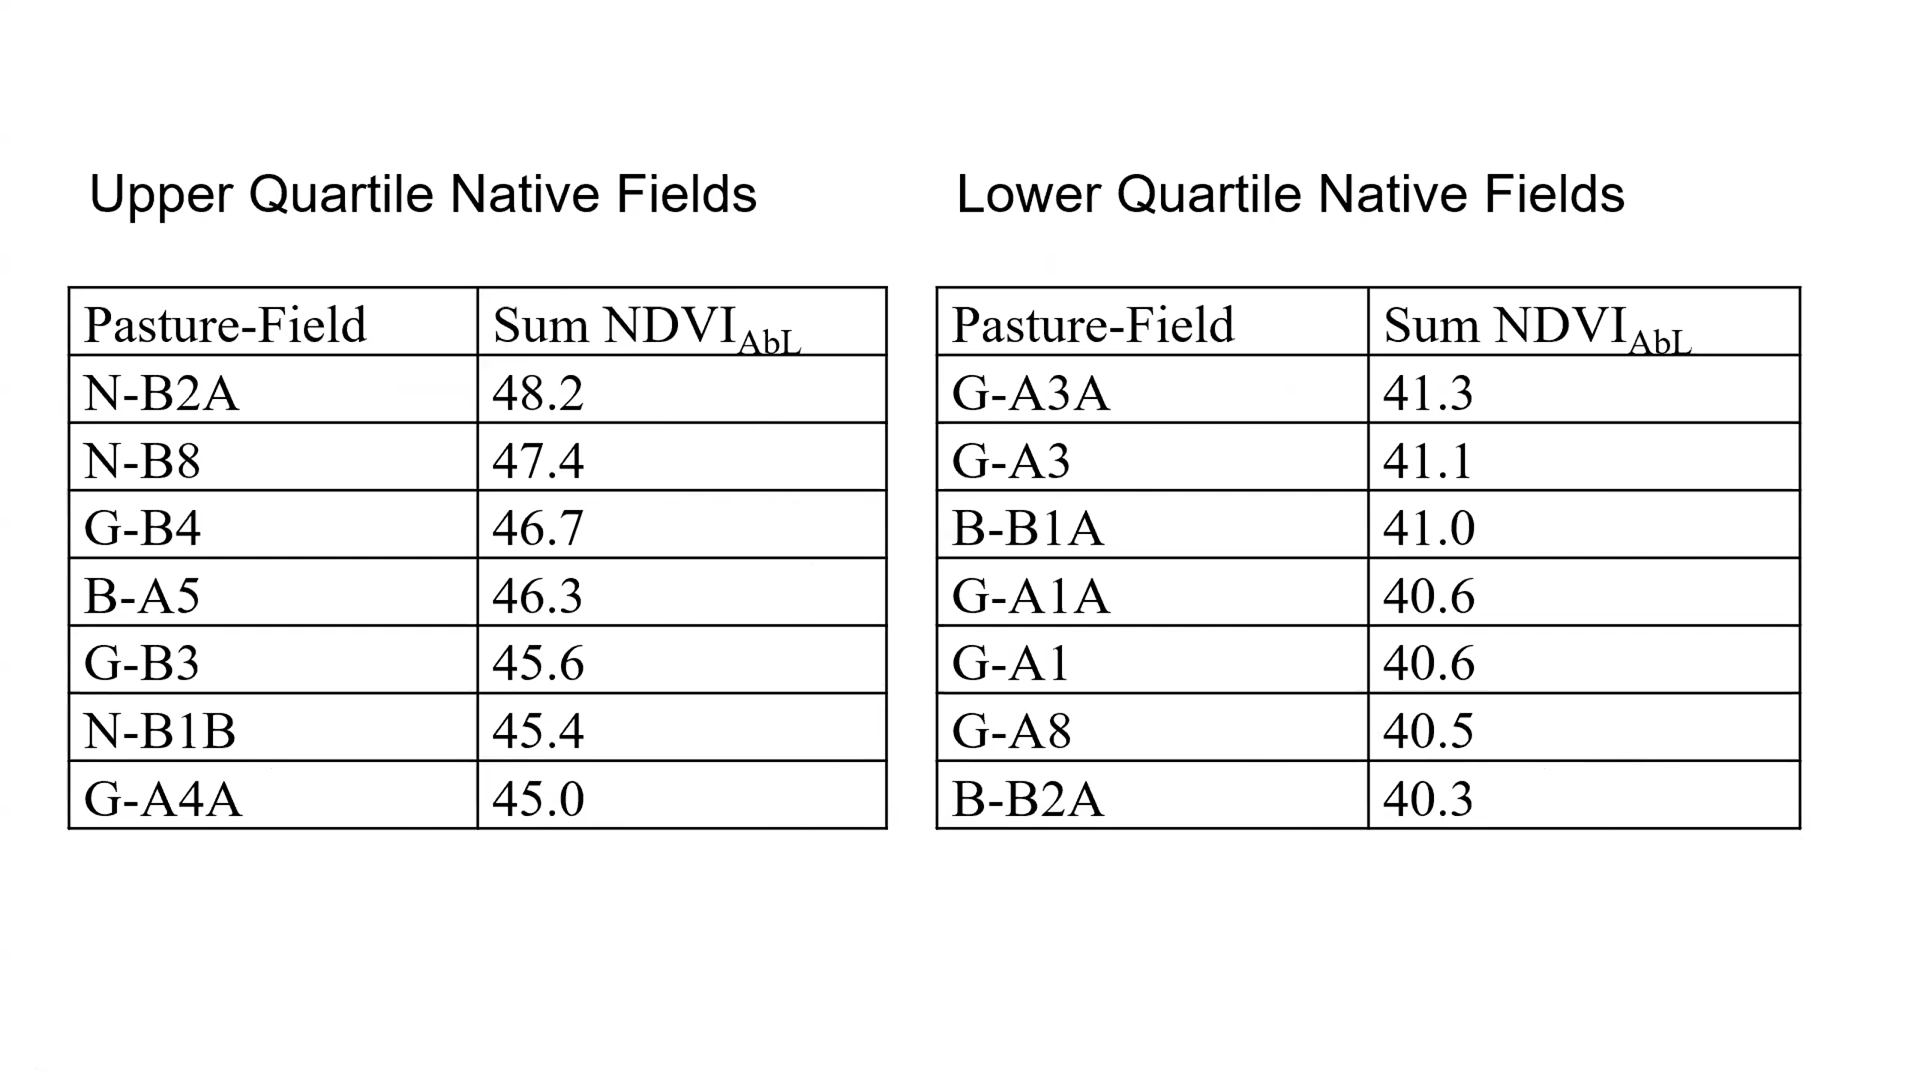 Upper Quartile Native Fields
Pasture-Field Sum NDVIAbL
N-B2A 48.2
N-B8 47.4
G-B4 46.7
B-A5 46.3
G-B3 45.6
N-B1B 45.4
G-A4A 45.0
Lower Quartile Native Fields
Pasture-Field Sum NDVIAbL
G-A3A 41.3
G-A3 41.1
B-B1A 41.0
G-A1A 40.6
G-A1 40.6
G-A8 40.5
B-B2A 40.3